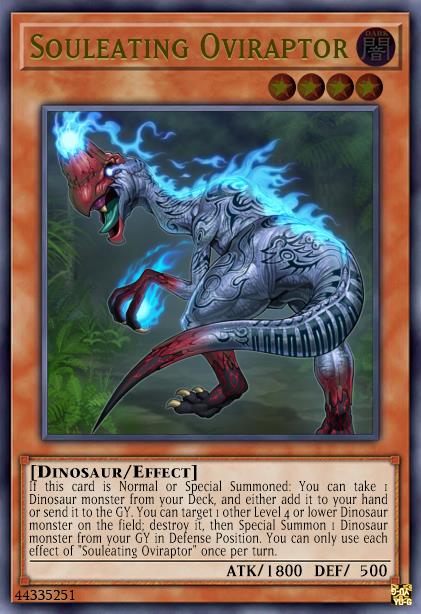 Souleating Oviraptor
DARK
闇
[Dinosaur/Effect]
If this card is Normal or Special Summoned: You can take 1
Dinosaur monster from your Deck, and either add it to your hand
or send it to the GY. You can target 1 other Level 4 or lower Dinosaur
monster on the field; destroy it, then Special Summon 1 Dinosaur
monster from your GY in Defense Position. You can only use each
effect of "Souleating Oviraptor" once per turn.
ATK/1800 DEF/ 500
44335251